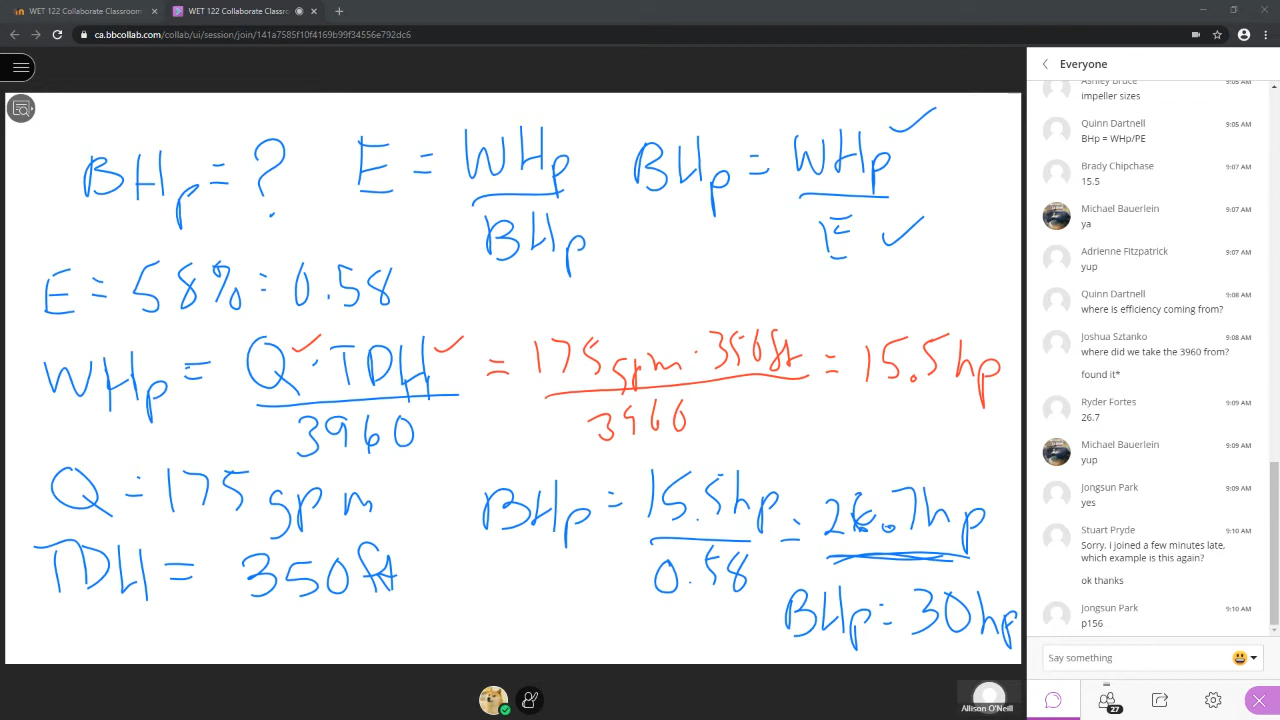 WET 122 Collaborate Classroom
WET 122 Collaborate Classro
ca.bbcollab.com/collab/ui/session/join/141a7585f10f4169b99f34556e792dc6
BHp = ? E = WHp / BHp BHp = WHp ✓ / E ✓
E = 58% = 0.58
WHp = Q ✓ · TDH ✓ / 3960 = 175 gpm · 350ft / 3960 = 15.5 hp
Q = 175 gpm
TDH = 350 ft
BHp = 15.5hp / 0.58 = 26.7 hp
BHp = 30 hp
Allison O'Neill
Everyone
Ashley Bruce 9:05 AM
impeller sizes
Quinn Dartnell 9:05 AM
BHp = WHp/PE
Brady Chipchase 9:07 AM
15.5
Michael Bauerlein 9:07 AM
ya
Adrienne Fitzpatrick 9:07 AM
yup
Quinn Dartnell 9:08 AM
where is efficiency coming from?
Joshua Sztanko 9:08 AM
where did we take the 3960 from?
found it*
Ryder Fortes 9:09 AM
26.7
Michael Bauerlein 9:09 AM
yup
Jongsun Park 9:09 AM
yes
Stuart Pryde 9:10 AM
Sorry, i joined a few minutes late,
which example is this again?
ok thanks
Jongsun Park 9:10 AM
p156
Say something
27